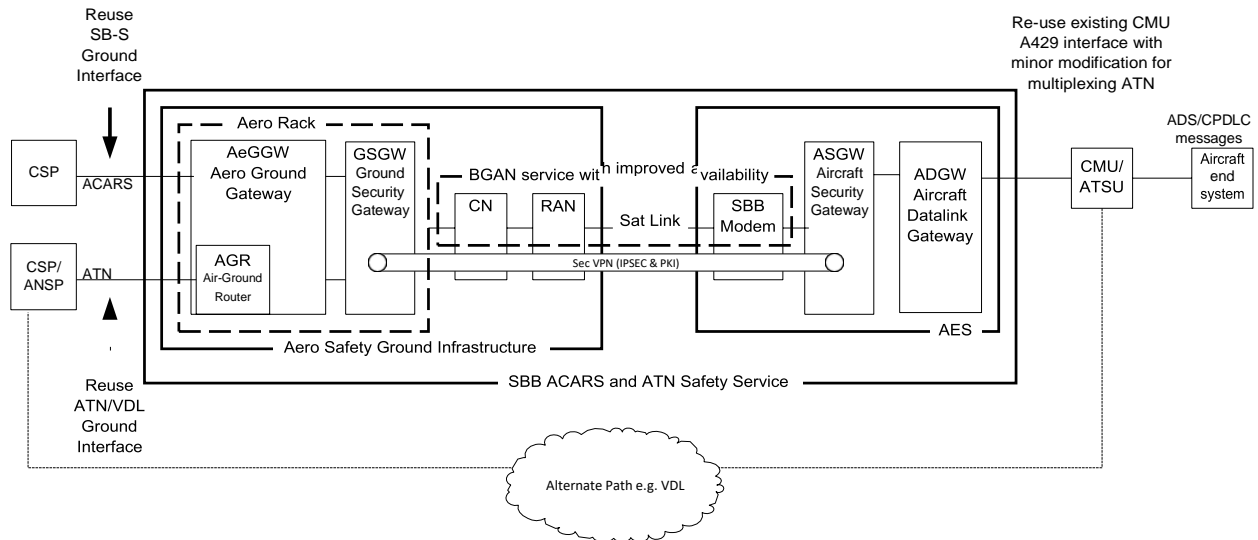 Reuse
SB-S
Ground
Interface
Re-use existing CMU
A429 interface with
minor modification for
multiplexing ATN
ADS/CPDLC
messages
Aero Rack
CSP
ACARS
AeGGW
Aero Ground
Gateway
GSGW
Ground
Security
Gateway
BGAN service with improved availability
CN
RAN
Sat Link
SBB
Modem
ASGW
Aircraft
Security
Gateway
ADGW
Aircraft
Datalink
Gateway
CMU/
ATSU
Aircraft
end
system
CSP/
ANSP
ATN
AGR
Air-Ground
Router
Sec VPN (IPSEC & PKI)
AES
Aero Safety Ground Infrastructure
SBB ACARS and ATN Safety Service
Reuse
ATN/VDL
Ground
Interface
Alternate Path e.g. VDL